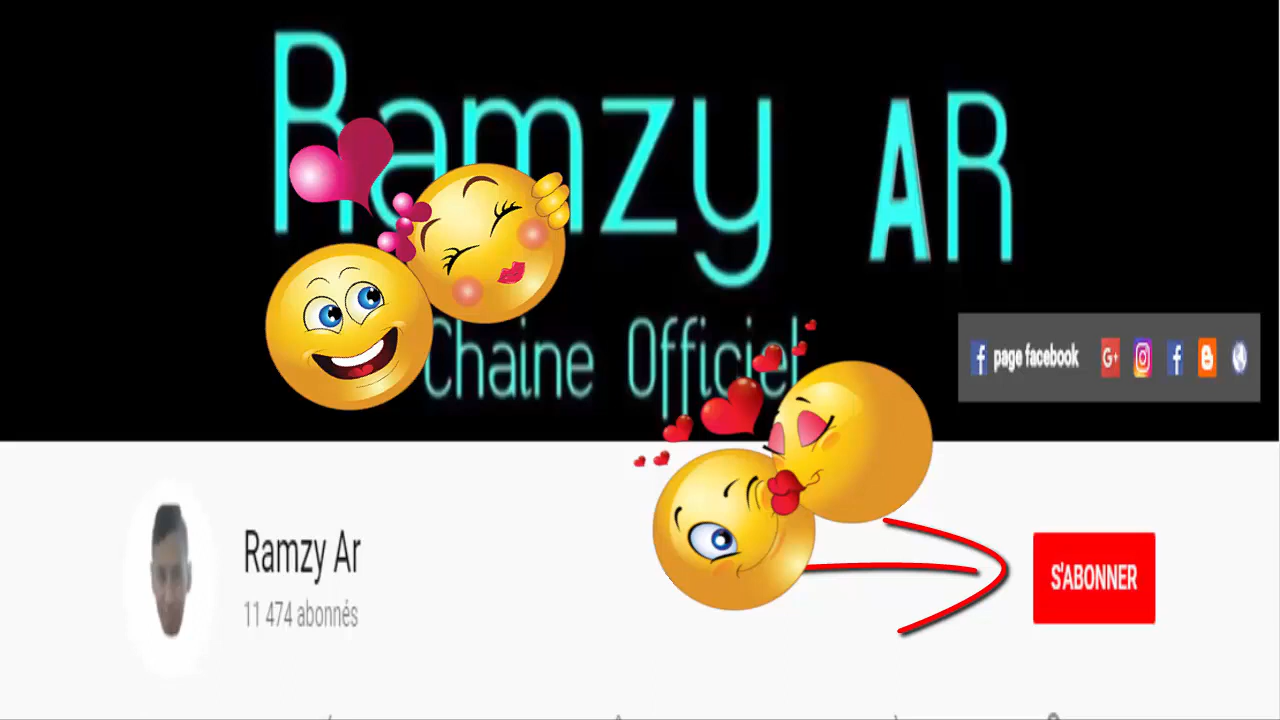 Ramzy AR
Chaine Officiel
page facebook
Ramzy Ar
11 474 abonnés
S'ABONNER